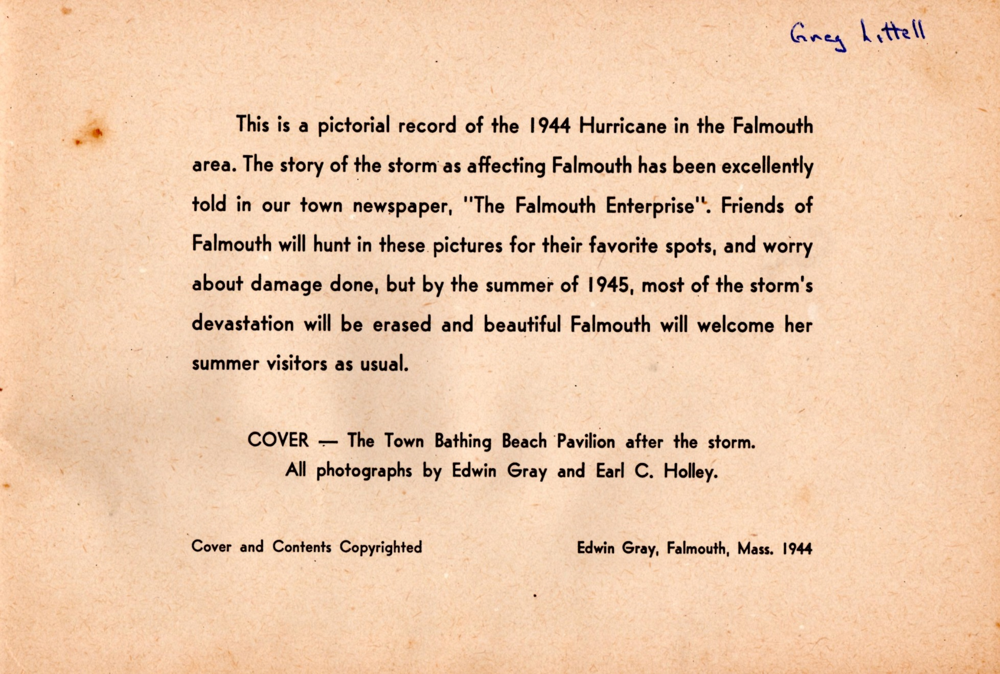 Greg Littell
This is a pictorial record of the 1944 Hurricane in the Falmouth
area. The story of the storm as affecting Falmouth has been excellently
told in our town newspaper, "The Falmouth Enterprise". Friends of
Falmouth will hunt in these pictures for their favorite spots, and worry
about damage done, but by the summer of 1945, most of the storm's
devastation will be erased and beautiful Falmouth will welcome her
summer visitors as usual.
COVER — The Town Bathing Beach Pavilion after the storm.
All photographs by Edwin Gray and Earl C. Holley.
Cover and Contents Copyrighted
Edwin Gray, Falmouth, Mass. 1944